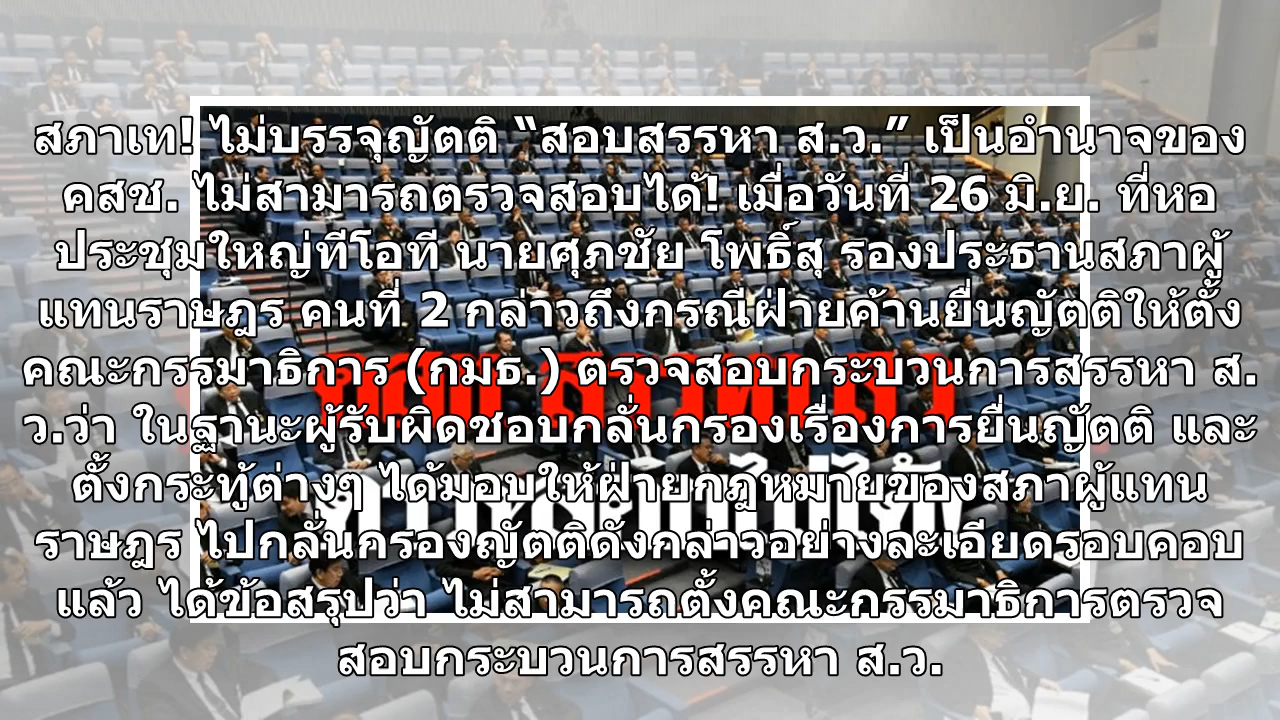 สภาเท! ไม่บรรจุญัตติ “สอบสรรหา ส.ว.” เป็นอำนาจของ
คสช. ไม่สามารถตรวจสอบได้! เมื่อวันที่ 26 มิ.ย. ที่หอ
ประชุมใหญ่ทีโอที นายศุภชัย โพธิ์สุ รองประธานสภาผู้
แทนราษฎร คนที่ 2 กล่าวถึงกรณีฝ่ายค้านยื่นญัตติให้ตั้ง
คณะกรรมาธิการ (กมธ.) ตรวจสอบกระบวนการสรรหา ส.
ว.ว่า ในฐานะผู้รับผิดชอบกลั่นกรองเรื่องการยื่นญัตติ และ
ตั้งกระทู้ต่างๆ ได้มอบให้ฝ่ายกฎหมายของสภาผู้แทน
ราษฎร ไปกลั่นกรองญัตติดังกล่าวอย่างละเอียดรอบคอบ
แล้ว ได้ข้อสรุปว่า ไม่สามารถตั้งคณะกรรมาธิการตรวจ
สอบกระบวนการสรรหา ส.ว.